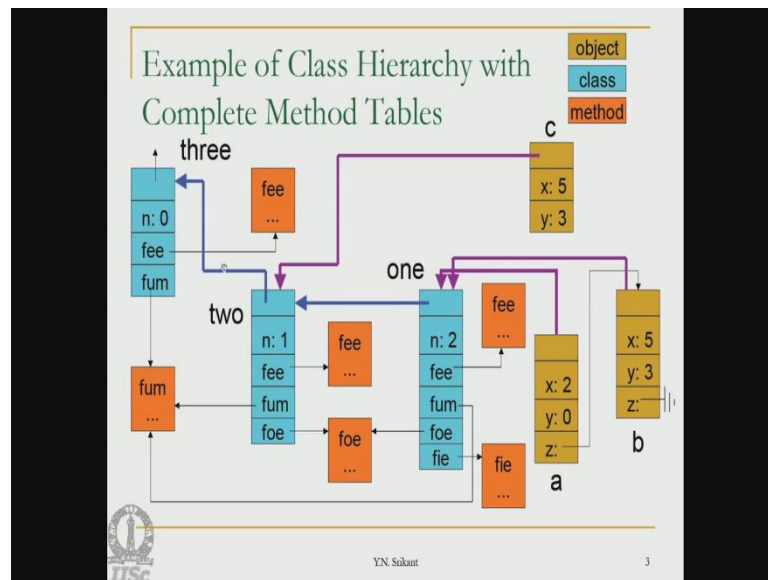 Example of Class Hierarchy with
Complete Method Tables
object
class
method
three
n: 0
fee
fum
fee
...
c
x: 5
y: 3
two
n: 1
fee
fum
foe
fee
...
foe
...
fum
...
one
n: 2
fee
fum
foe
fie
fee
...
fie
...
x: 2
y: 0
z:
a
x: 5
y: 3
z:
b
IISc
Y.N. Srikant
3